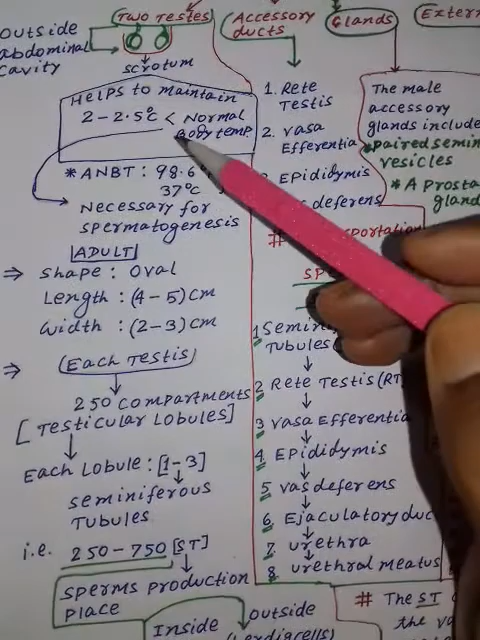 Two Testes
outside
abdominal
cavity
scrotum
Helps to maintain
2-2.5°C < Normal
Body temp
*ANBT: 98.6
37°C
Necessary for
spermatogenesis
ADULT
⇒ shape: oval
Length: (4-5) cm
width: (2-3) cm
⇒ (Each Testis)
250 compartments
[Testicular Lobules]
Each Lobule: [1-3]
seminiferous
Tubules
i.e. 250-750 [ST]
sperms production
place
Inside
outside
Accessory
ducts
1. Rete
Testis
2. vasa
Efferentia
Epididymis
deferens
#
1 Semini
Tubules
2 Rete Testis (RT)
3 vasa Efferentia
4 Epididymis
5 vas deferens
6 Ejaculatory duc
7 urethra
8 urethral meatus
Glands
The male
accessory
glands include
*paired semin
vesicles
* A prosta
gland
Extern
# The ST
the va